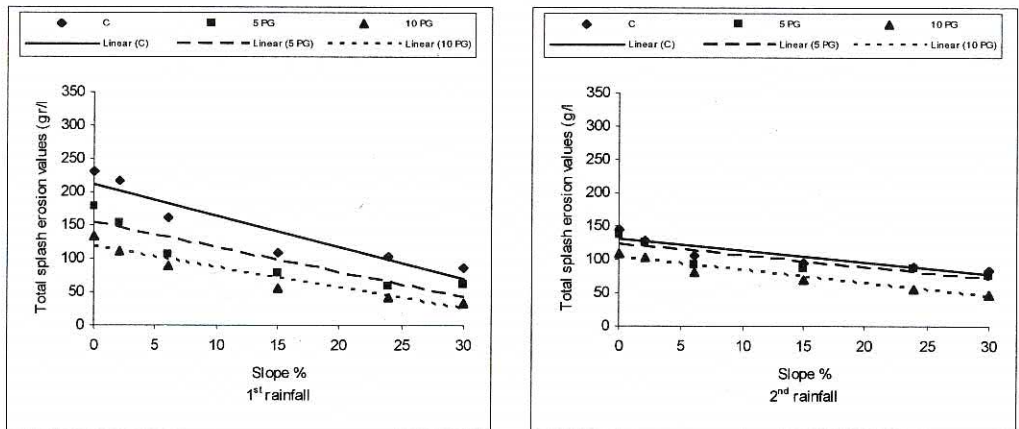 C 5 PG 10 PG
Linear (C) Linear (5 PG) Linear (10 PG)
Total splash erosion values (gr/l)
350
300
250
200
150
100
50
0
0 5 10 15 20 25 30
Slope %
1st rainfall
C 5 PG 10 PG
Linear (C) Linear (5 PG) Linear (10 PG)
Total splash erosion values (g/l)
350
300
250
200
150
100
50
0
0 5 10 15 20 25 30
Slope %
2nd rainfall